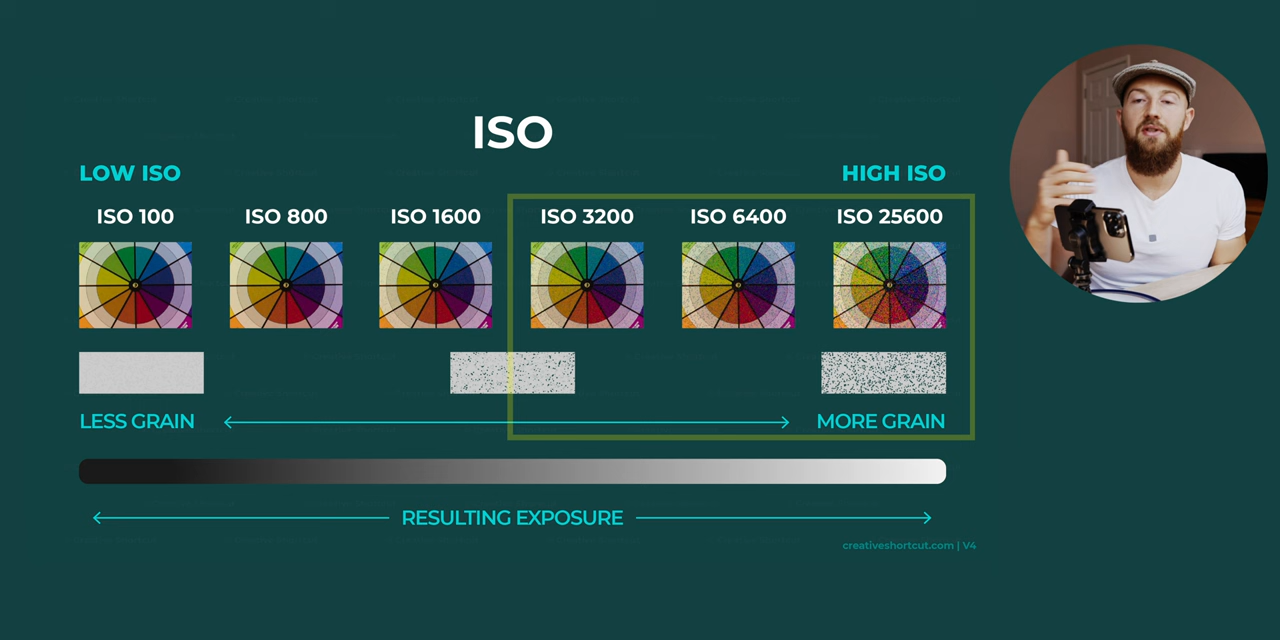 ISO
LOW ISO
HIGH ISO
ISO 100
ISO 800
ISO 1600
ISO 3200
ISO 6400
ISO 25600
LESS GRAIN
MORE GRAIN
RESULTING EXPOSURE
creativeshortcut.com | V4